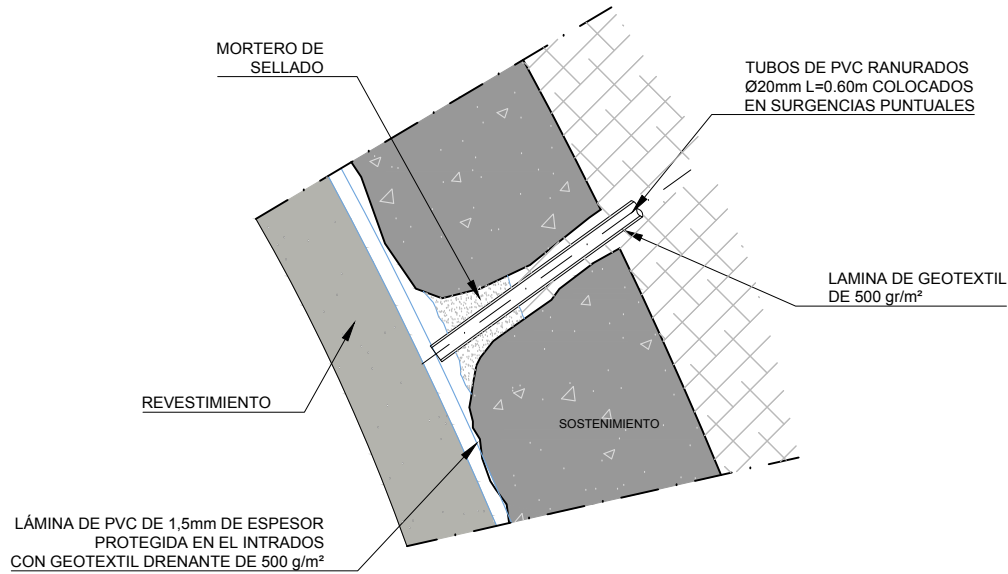 MORTERO DE
SELLADO
TUBOS DE PVC RANURADOS
Ø20mm L=0.60m COLOCADOS
EN SURGENCIAS PUNTUALES
LAMINA DE GEOTEXTIL
DE 500 gr/m²
REVESTIMIENTO
SOSTENIMIENTO
LÁMINA DE PVC DE 1,5mm DE ESPESOR
PROTEGIDA EN EL INTRADOS
CON GEOTEXTIL DRENANTE DE 500 g/m²